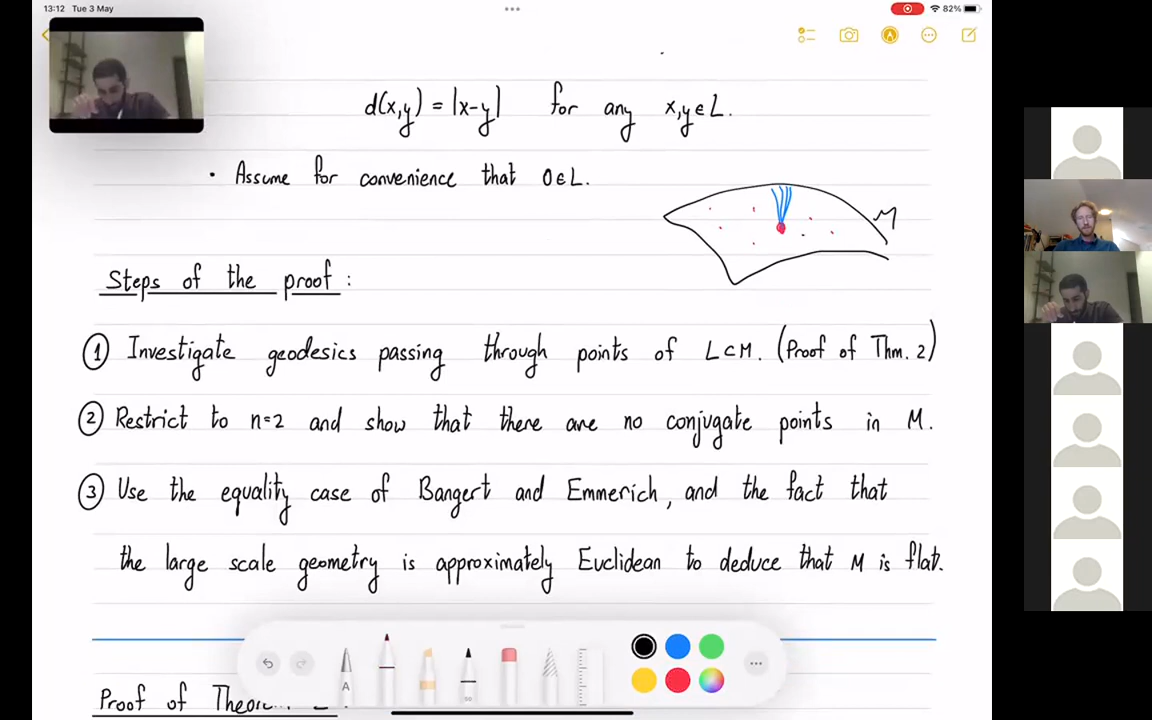 13:12 Tue 3 May
82%
d(x,y) = |x-y| for any x,y∈L.
• Assume for convenience that 0∈L.
M
Steps of the proof :
① Investigate geodesics passing through points of L⊂M. (Proof of Thm. 2)
② Restrict to n=2 and show that there are no conjugate points in M.
③ Use the equality case of Bangert and Emmerich, and the fact that
the large scale geometry is approximately Euclidean to deduce that M is flat.
A
50
Proof of Theorem